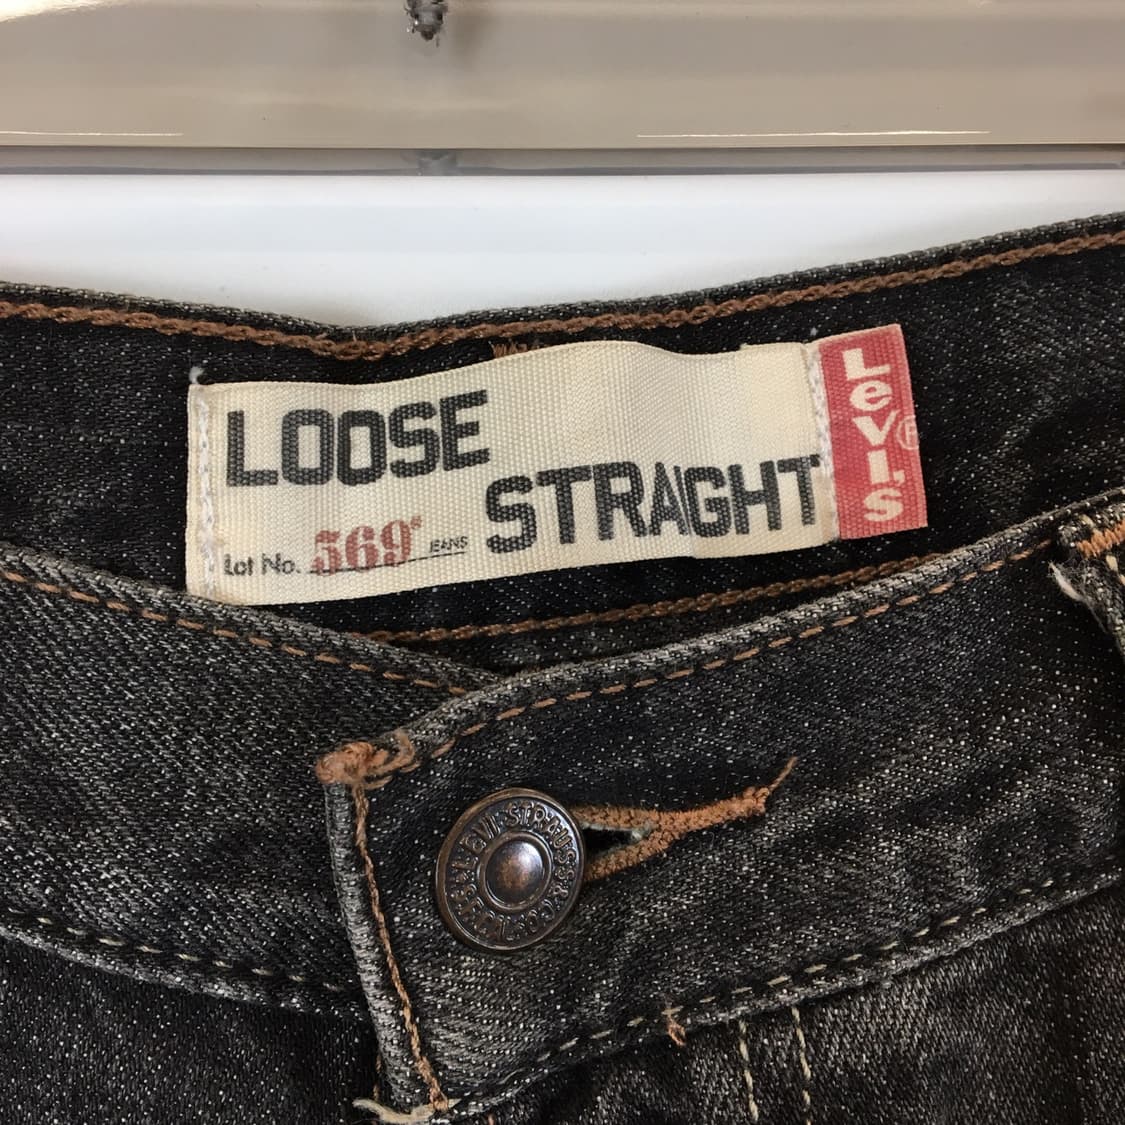 LOOSE
STRAIGHT
Lot No. 569® JEANS
LeVI'S ®
LEVI STRAUSS & CO.